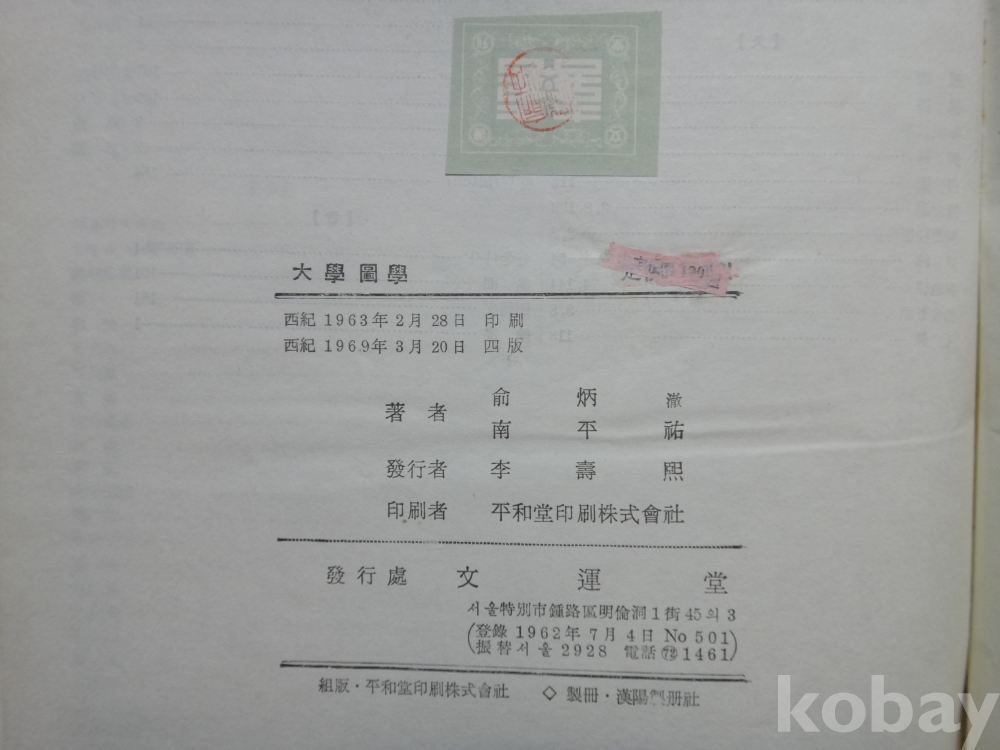 大學圖學
西紀 1963年 2月 28日 印刷
西紀 1969年 3月 20日 四版
著者 俞炳澈
南平祐
發行者 李壽熙
印刷者 平和堂印刷株式會社
發行處 文運堂
서울特別市鍾路區明倫洞1街45의3
(登錄 1962年 7月 4日 No 501)
(振替서울 2928 電話 ㉒ 1461)
組版·平和堂印刷株式會社 ◇ 製冊·漢陽製册社
kobay